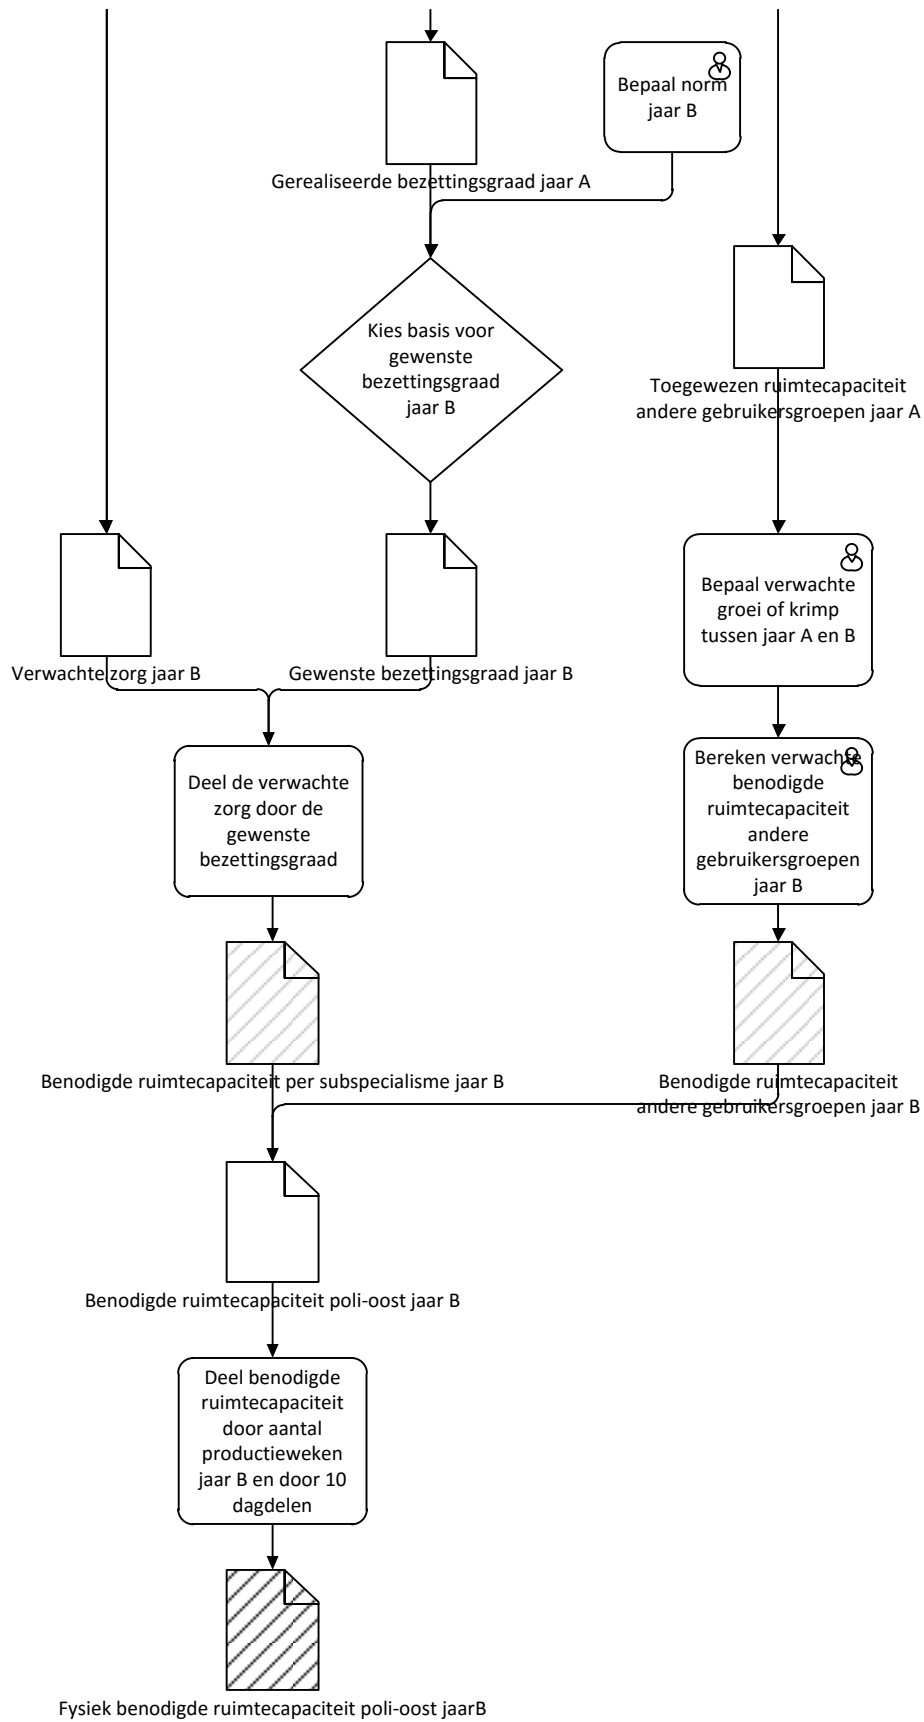 Bepaal norm
jaar B
Gerealiseerde bezettingsgraad jaar A
Kies basis voor
gewenste
bezettingsgraad
jaar B
Toegewezen ruimtecapaciteit
andere gebruikersgroepen jaar A
Verwachte zorg jaar B
Gewenste bezettingsgraad jaar B
Bepaal verwachte
groei of krimp
tussen jaar A en B
Deel de verwachte
zorg door de
gewenste
bezettingsgraad
Bereken verwachte
benodigde
ruimtecapaciteit
andere
gebruikersgroepen
jaar B
Benodigde ruimtecapaciteit per subspecialisme jaar B
Benodigde ruimtecapaciteit
andere gebruikersgroepen jaar B
Benodigde ruimtecapaciteit poli-oost jaar B
Deel benodigde
ruimtecapaciteit
door aantal
productieweken
jaar B en door 10
dagdelen
Fysiek benodigde ruimtecapaciteit poli-oost jaarB